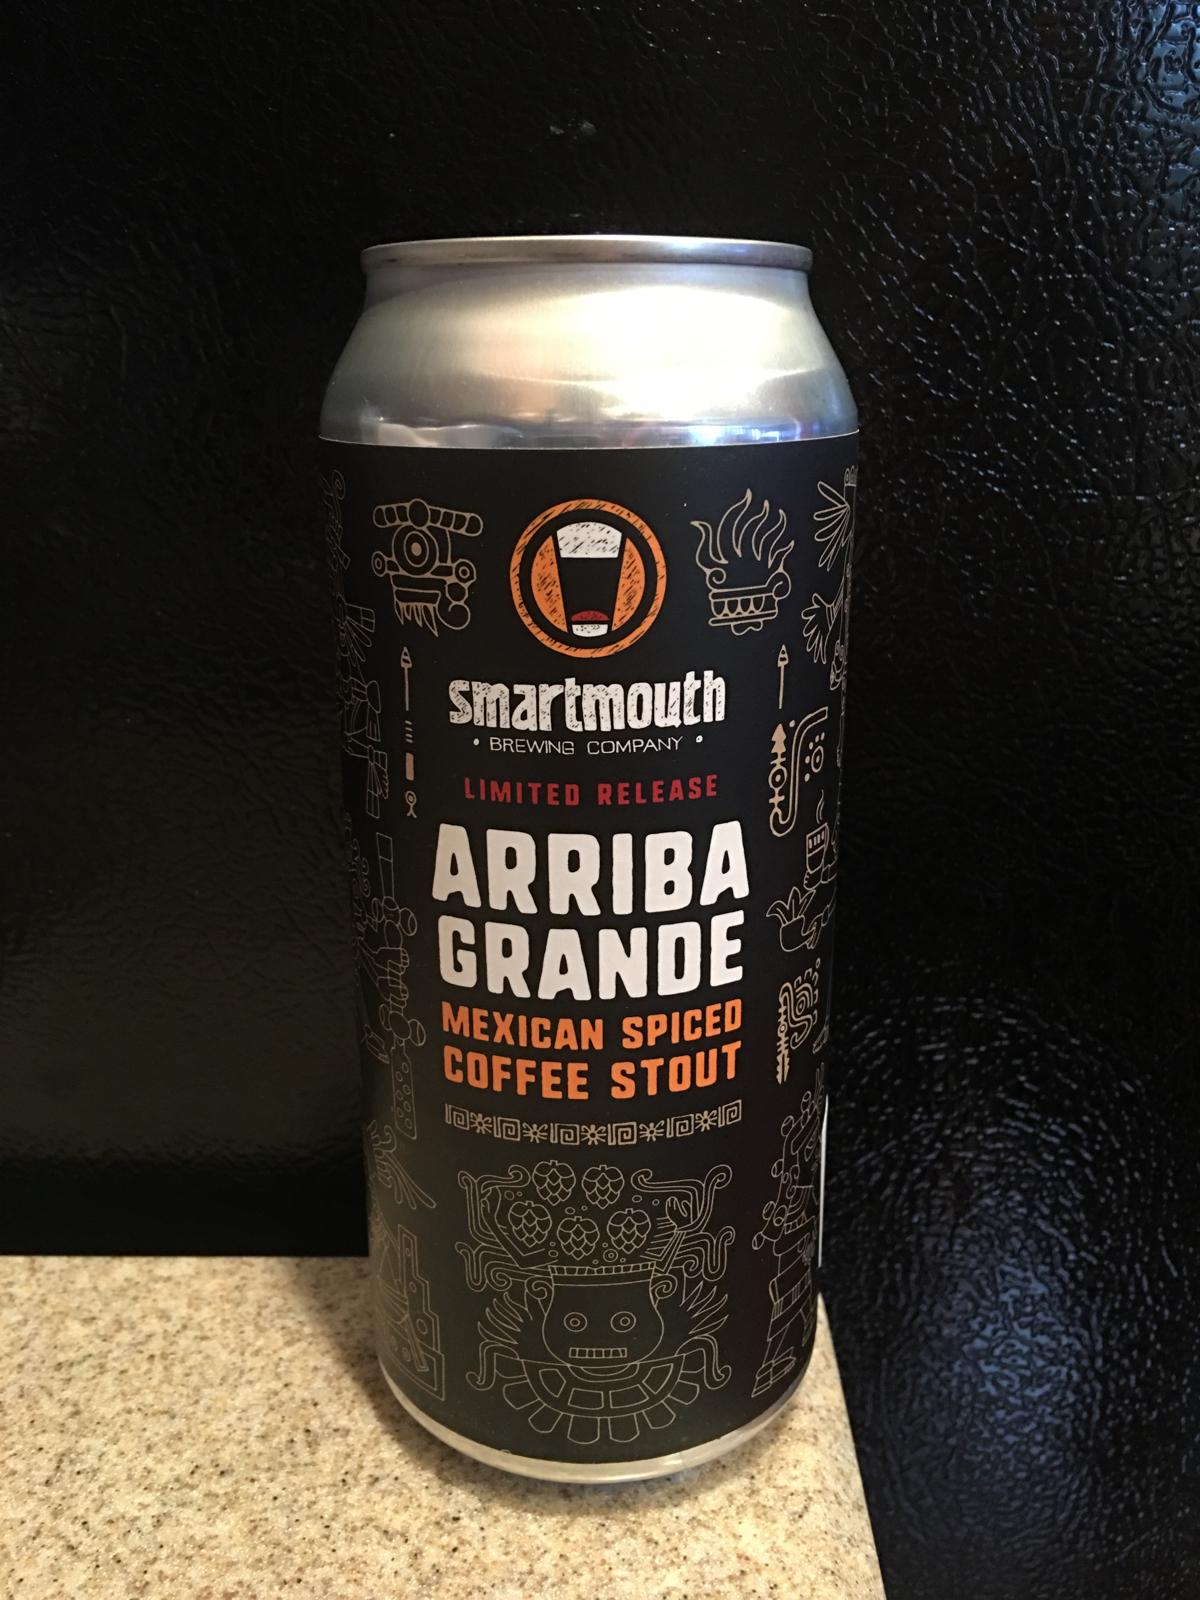 smartmouth
• BREWING COMPANY •
LIMITED RELEASE
ARRIBA
GRANDE
MEXICAN SPICED
COFFEE STOUT